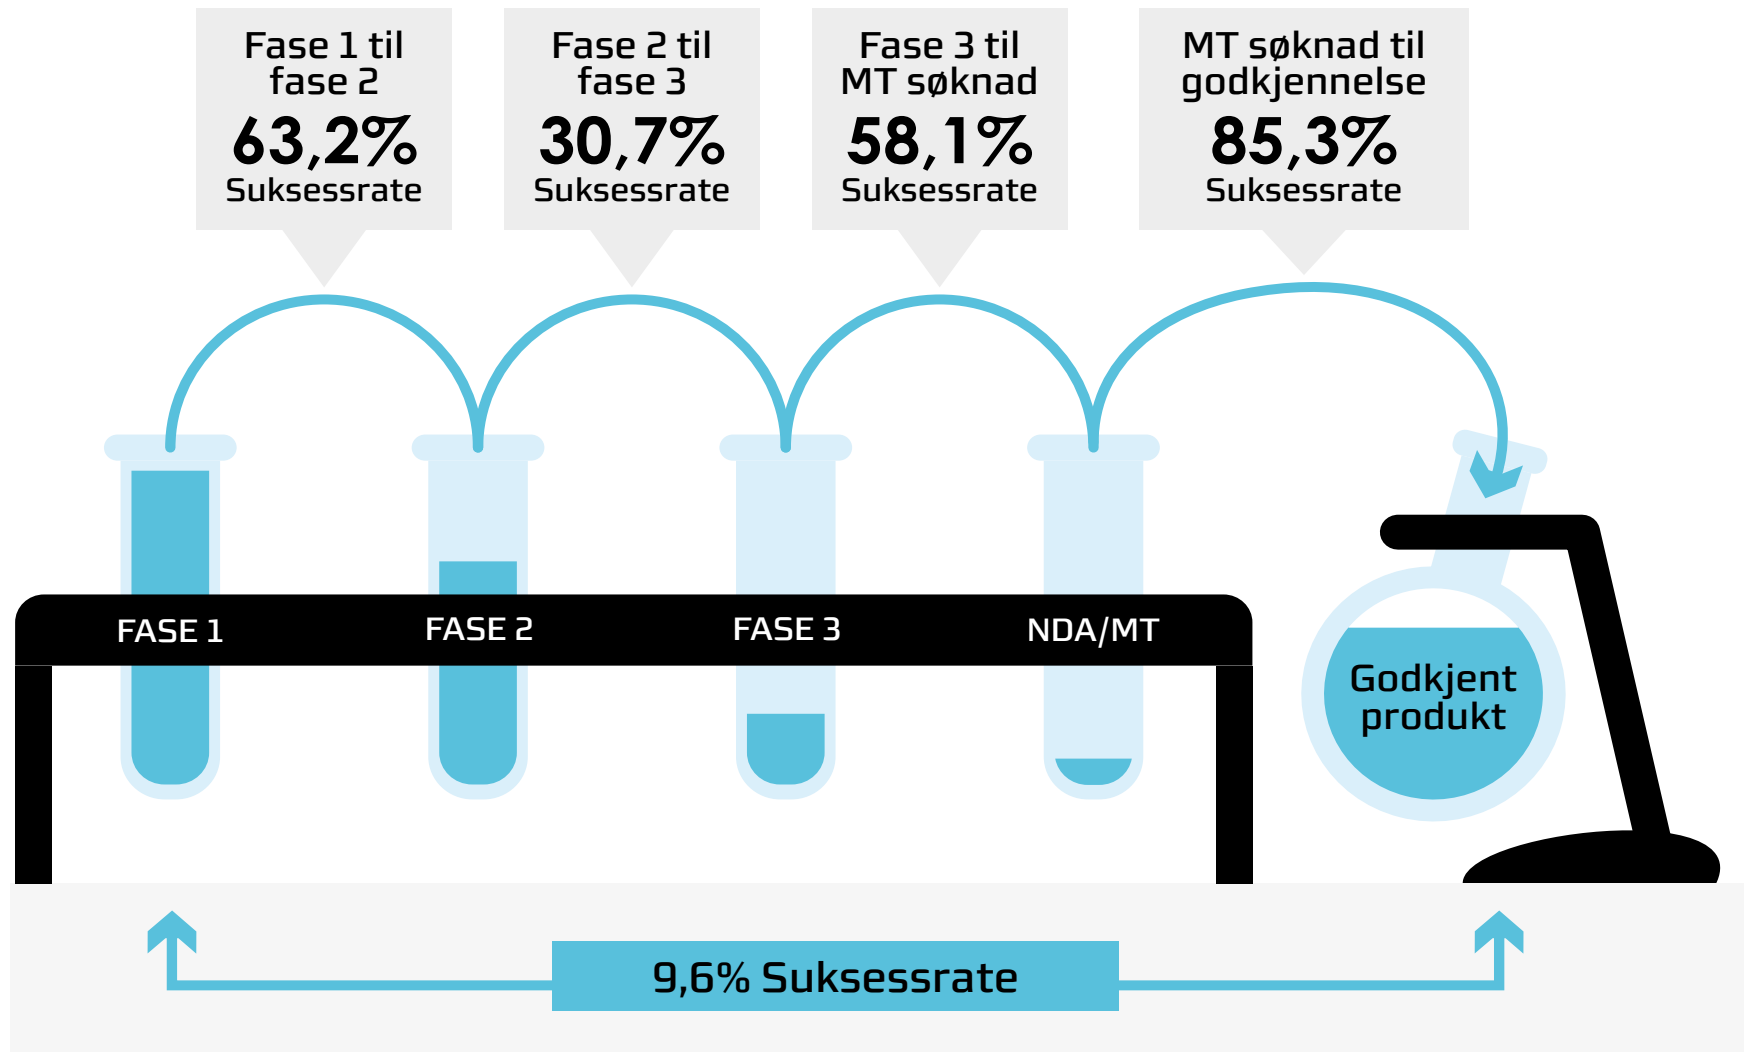 Fase 1 til
fase 2
63,2%
Suksessrate
Fase 2 til
fase 3
30,7%
Suksessrate
Fase 3 til
MT søknad
58,1%
Suksessrate
MT søknad til
godkjennelse
85,3%
Suksessrate
FASE 1
FASE 2
FASE 3
NDA/MT
Godkjent
produkt
9,6% Suksessrate